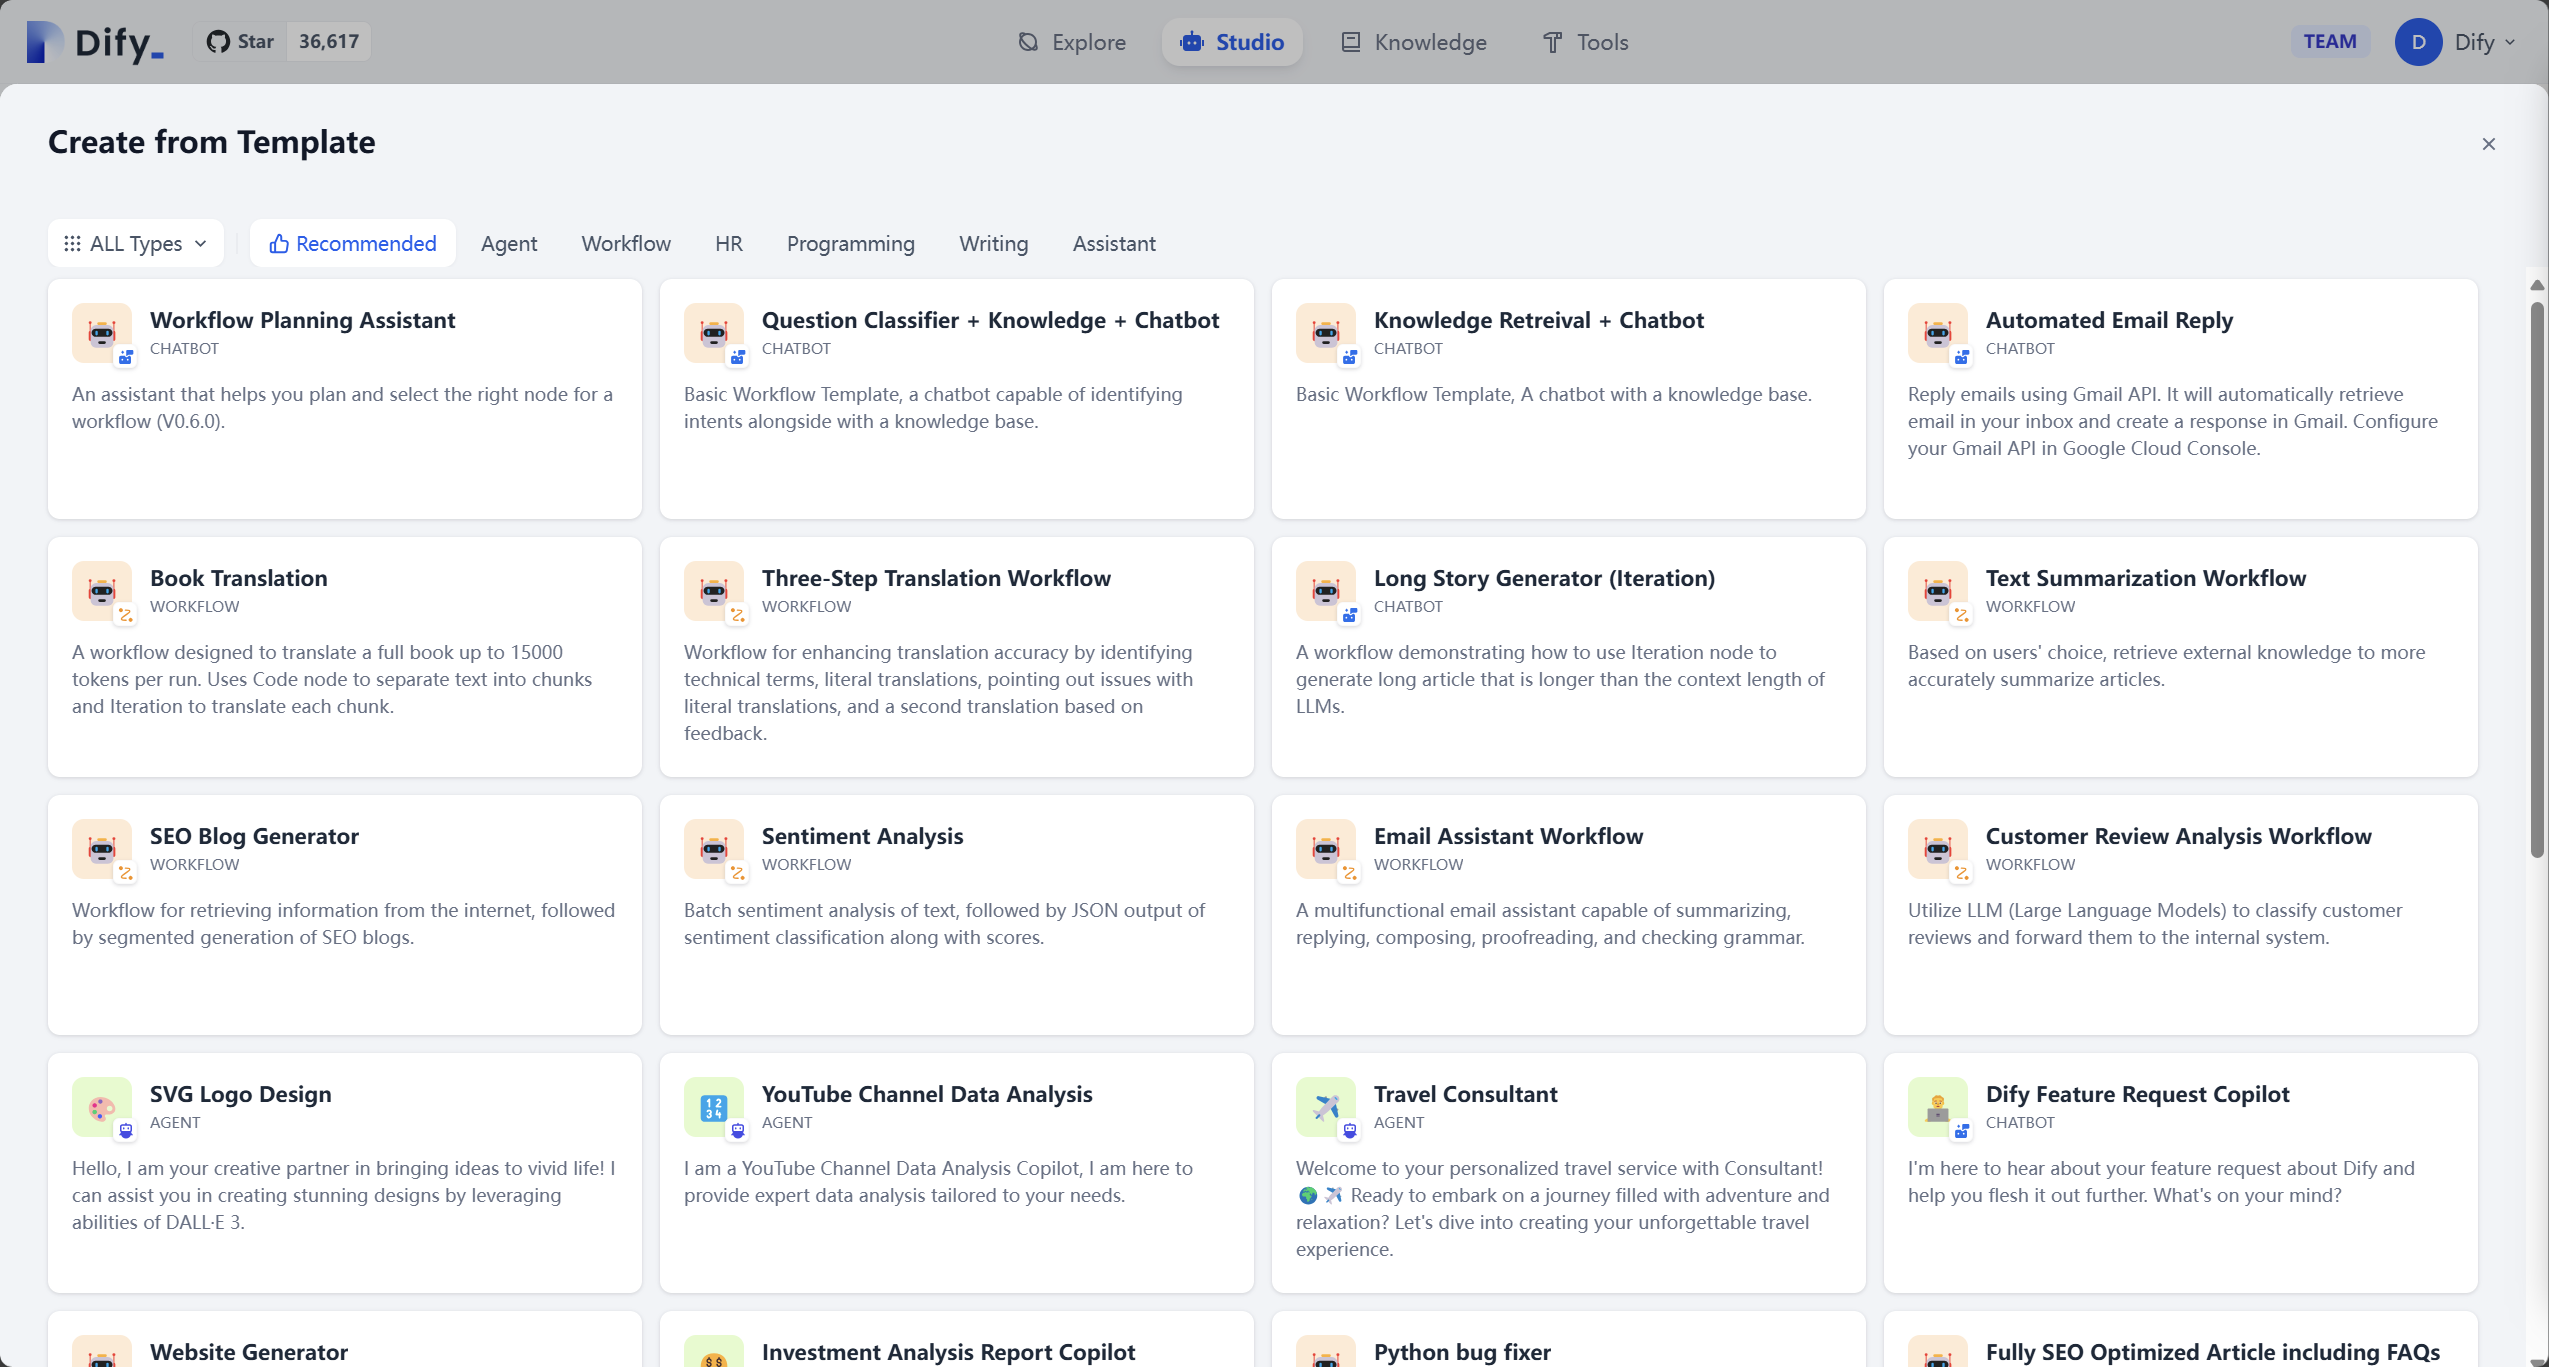 Dify_
Star 36,617
Explore
Studio
Knowledge
Tools
TEAM
D
Dify
Create from Template
ALL Types
Recommended
Agent
Workflow
HR
Programming
Writing
Assistant
Workflow Planning Assistant
CHATBOT
An assistant that helps you plan and select the right node for a
workflow (V0.6.0).
Question Classifier + Knowledge + Chatbot
CHATBOT
Basic Workflow Template, a chatbot capable of identifying
intents alongside with a knowledge base.
Knowledge Retreival + Chatbot
CHATBOT
Basic Workflow Template, A chatbot with a knowledge base.
Automated Email Reply
CHATBOT
Reply emails using Gmail API. It will automatically retrieve
email in your inbox and create a response in Gmail. Configure
your Gmail API in Google Cloud Console.
Book Translation
WORKFLOW
A workflow designed to translate a full book up to 15000
tokens per run. Uses Code node to separate text into chunks
and Iteration to translate each chunk.
Three-Step Translation Workflow
WORKFLOW
Workflow for enhancing translation accuracy by identifying
technical terms, literal translations, pointing out issues with
literal translations, and a second translation based on
feedback.
Long Story Generator (Iteration)
CHATBOT
A workflow demonstrating how to use Iteration node to
generate long article that is longer than the context length of
LLMs.
Text Summarization Workflow
WORKFLOW
Based on users' choice, retrieve external knowledge to more
accurately summarize articles.
SEO Blog Generator
WORKFLOW
Workflow for retrieving information from the internet, followed
by segmented generation of SEO blogs.
Sentiment Analysis
WORKFLOW
Batch sentiment analysis of text, followed by JSON output of
sentiment classification along with scores.
Email Assistant Workflow
WORKFLOW
A multifunctional email assistant capable of summarizing,
replying, composing, proofreading, and checking grammar.
Customer Review Analysis Workflow
WORKFLOW
Utilize LLM (Large Language Models) to classify customer
reviews and forward them to the internal system.
SVG Logo Design
AGENT
Hello, I am your creative partner in bringing ideas to vivid life! I
can assist you in creating stunning designs by leveraging
abilities of DALL·E 3.
1 2
3 4
YouTube Channel Data Analysis
AGENT
I am a YouTube Channel Data Analysis Copilot, I am here to
provide expert data analysis tailored to your needs.
Travel Consultant
AGENT
Welcome to your personalized travel service with Consultant!
🌍✈️ Ready to embark on a journey filled with adventure and
relaxation? Let's dive into creating your unforgettable travel
experience.
Dify Feature Request Copilot
CHATBOT
I'm here to hear about your feature request about Dify and
help you flesh it out further. What's on your mind?
Website Generator
Investment Analysis Report Copilot
Python bug fixer
Fully SEO Optimized Article including FAQs